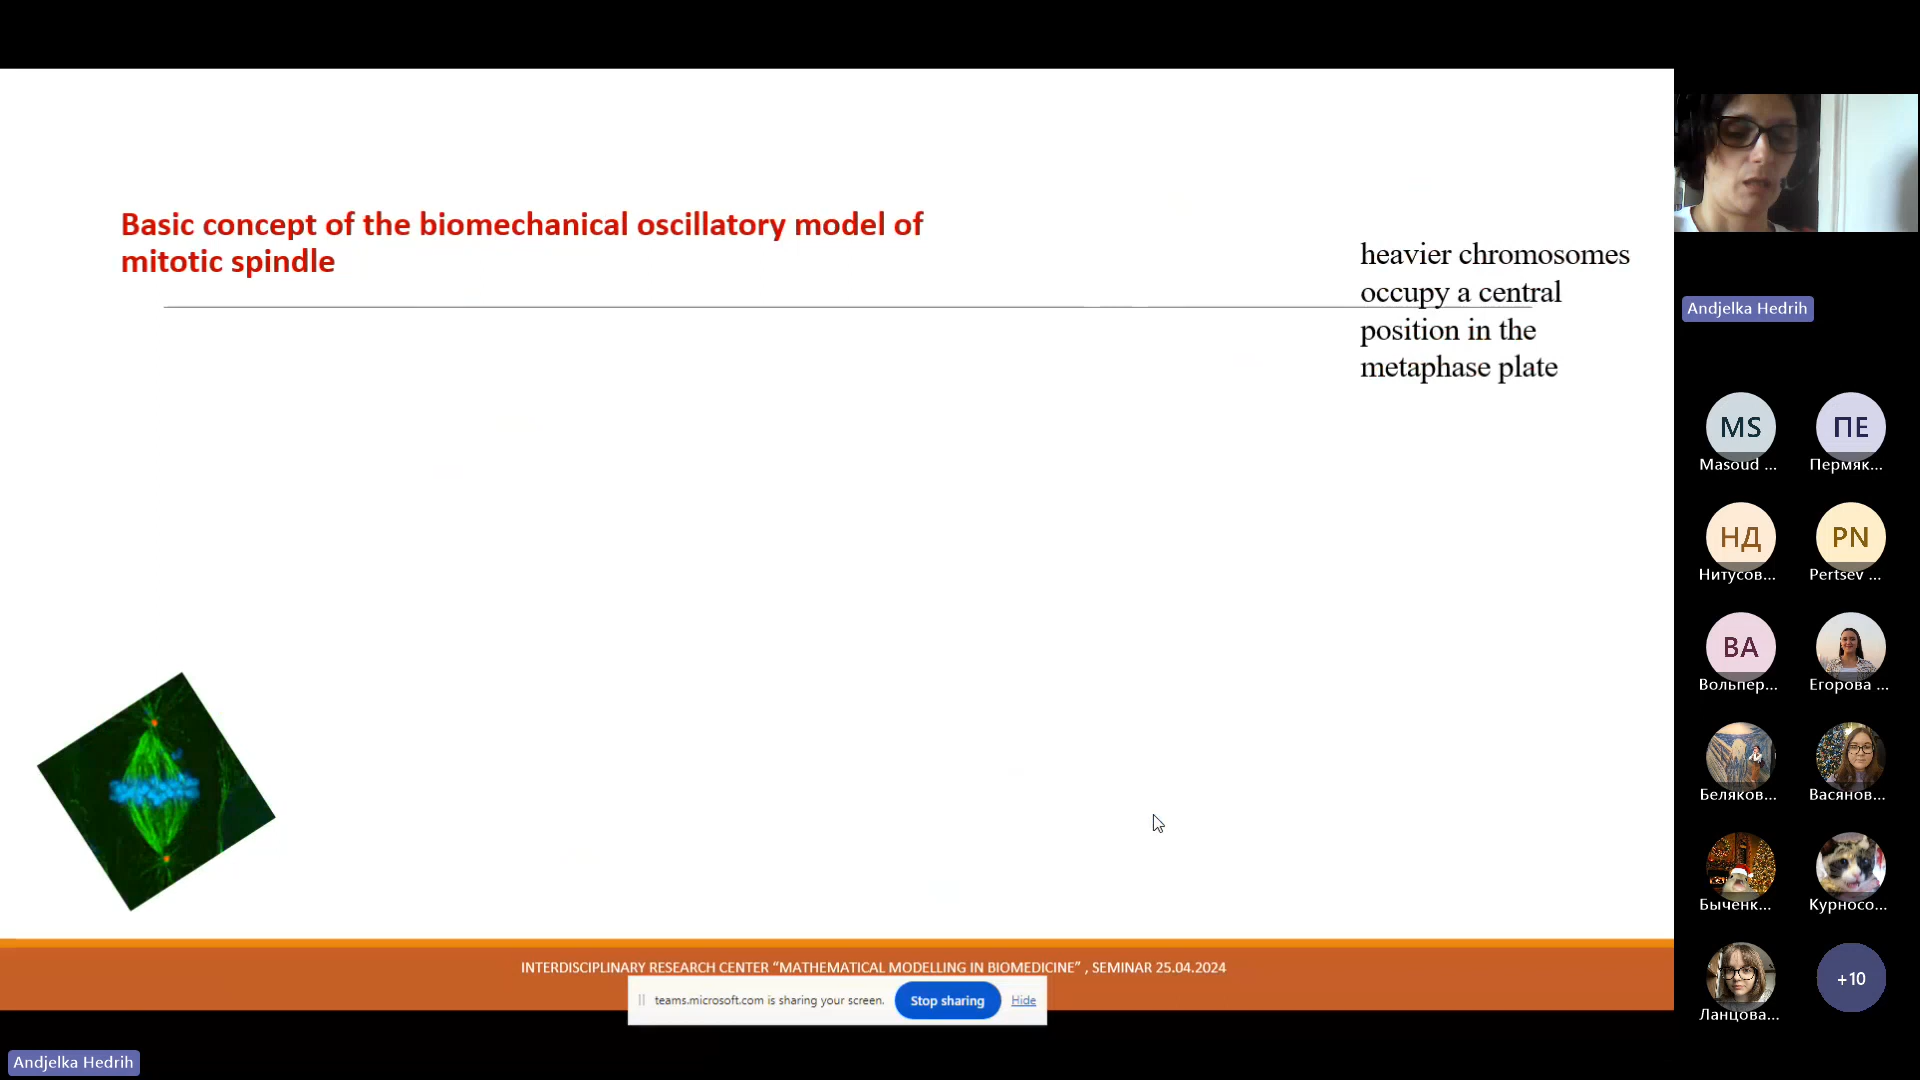 Basic concept of the biomechanical oscillatory model of
mitotic spindle
heavier chromosomes
occupy a central
position in the
metaphase plate
INTERDISCIPLINARY RESEARCH CENTER “MATHEMATICAL MODELLING IN BIOMEDICINE” , SEMINAR 25.04.2024
teams.microsoft.com is sharing your screen.
Stop sharing
Hide
Andjelka Hedrih
Andjelka Hedrih
MS
ПЕ
Masoud ...
Пермяк...
НД
PN
Нитусов...
Pertsev ...
ВА
Вольпер...
Егорова ...
Беляков...
Васянов...
Быченк...
Курносо...
Ланцова...
+10